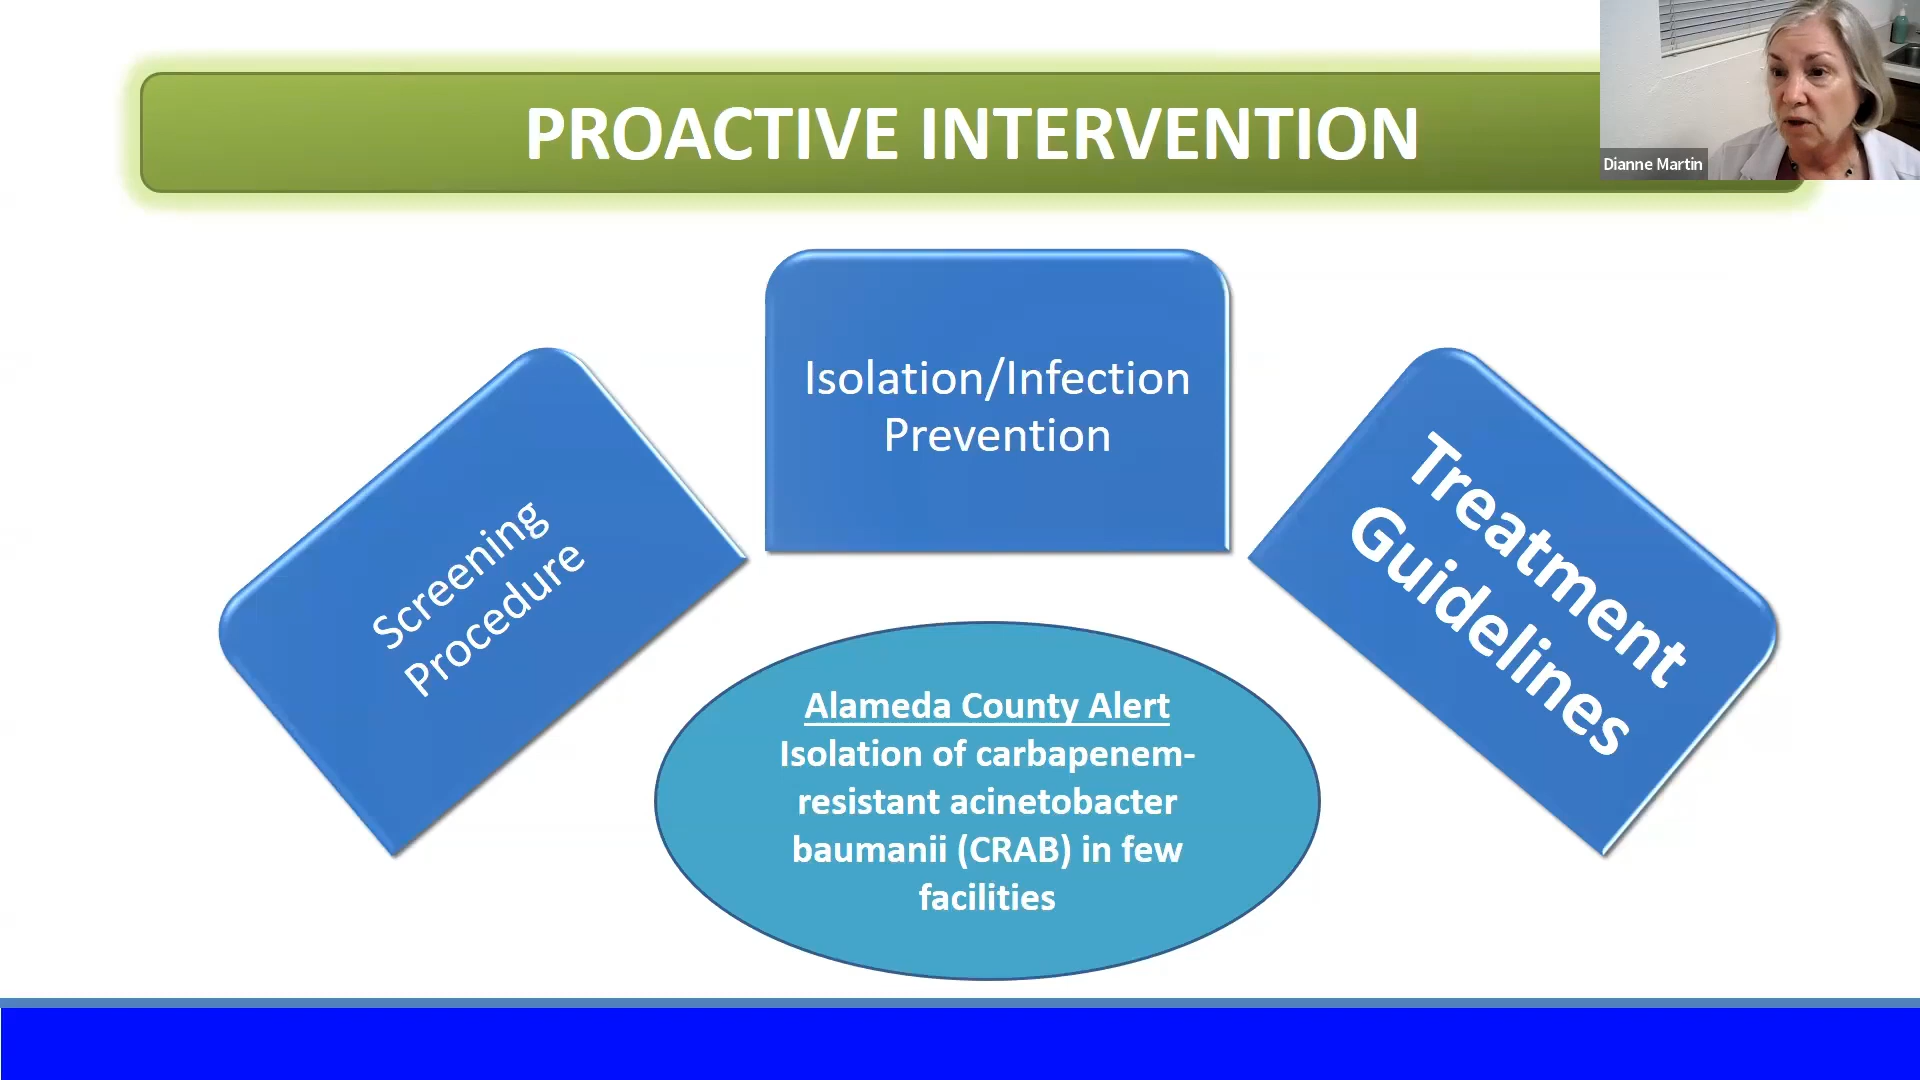 PROACTIVE INTERVENTION
Dianne Martin
Isolation/Infection
Prevention
Screening
Procedure
Treatment
Guidelines
Alameda County Alert
Isolation of carbapenem-
resistant acinetobacter
baumanii (CRAB) in few
facilities